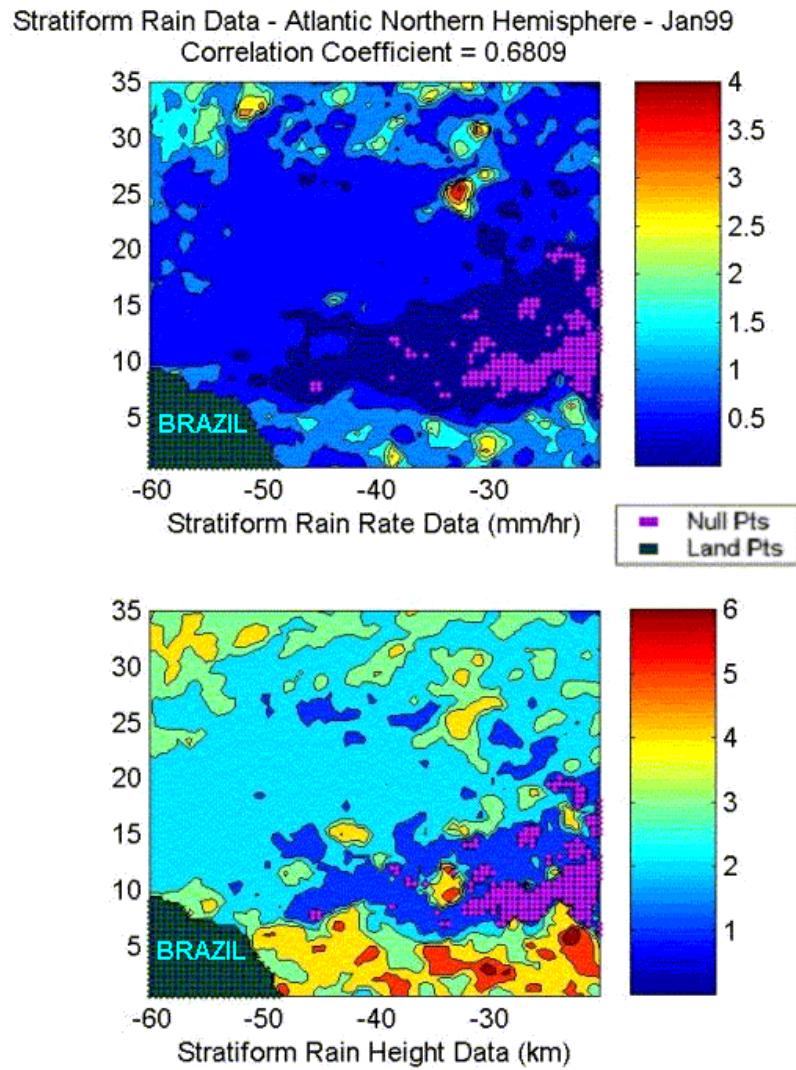 Stratiform Rain Data - Atlantic Northern Hemisphere - Jan99
Correlation Coefficient = 0.6809
35
30
25
20
15
10
5
BRAZIL
-60 -50 -40 -30
4
3.5
3
2.5
2
1.5
1
0.5
Stratiform Rain Rate Data (mm/hr)
Null Pts
Land Pts
35
30
25
20
15
10
5
BRAZIL
-60 -50 -40 -30
6
5
4
3
2
1
Stratiform Rain Height Data (km)